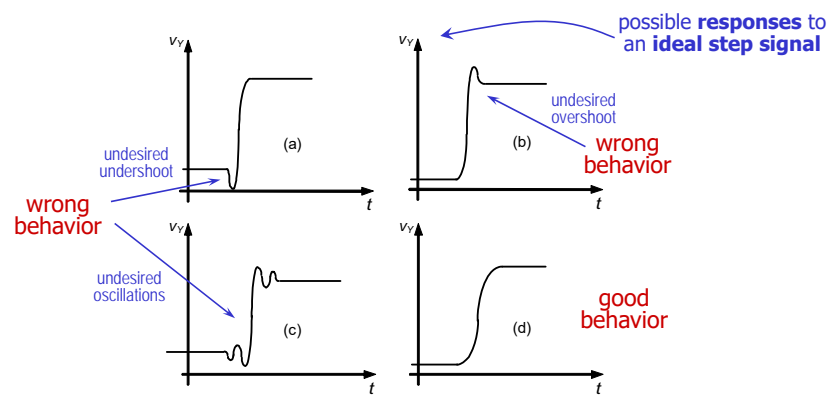 possible responses to
an ideal step signal
vY
(a)
undesired
undershoot
t
vY
undesired
overshoot
(b)
wrong
behavior
t
wrong
behavior
vY
undesired
oscillations
(c)
t
vY
(d)
good
behavior
t